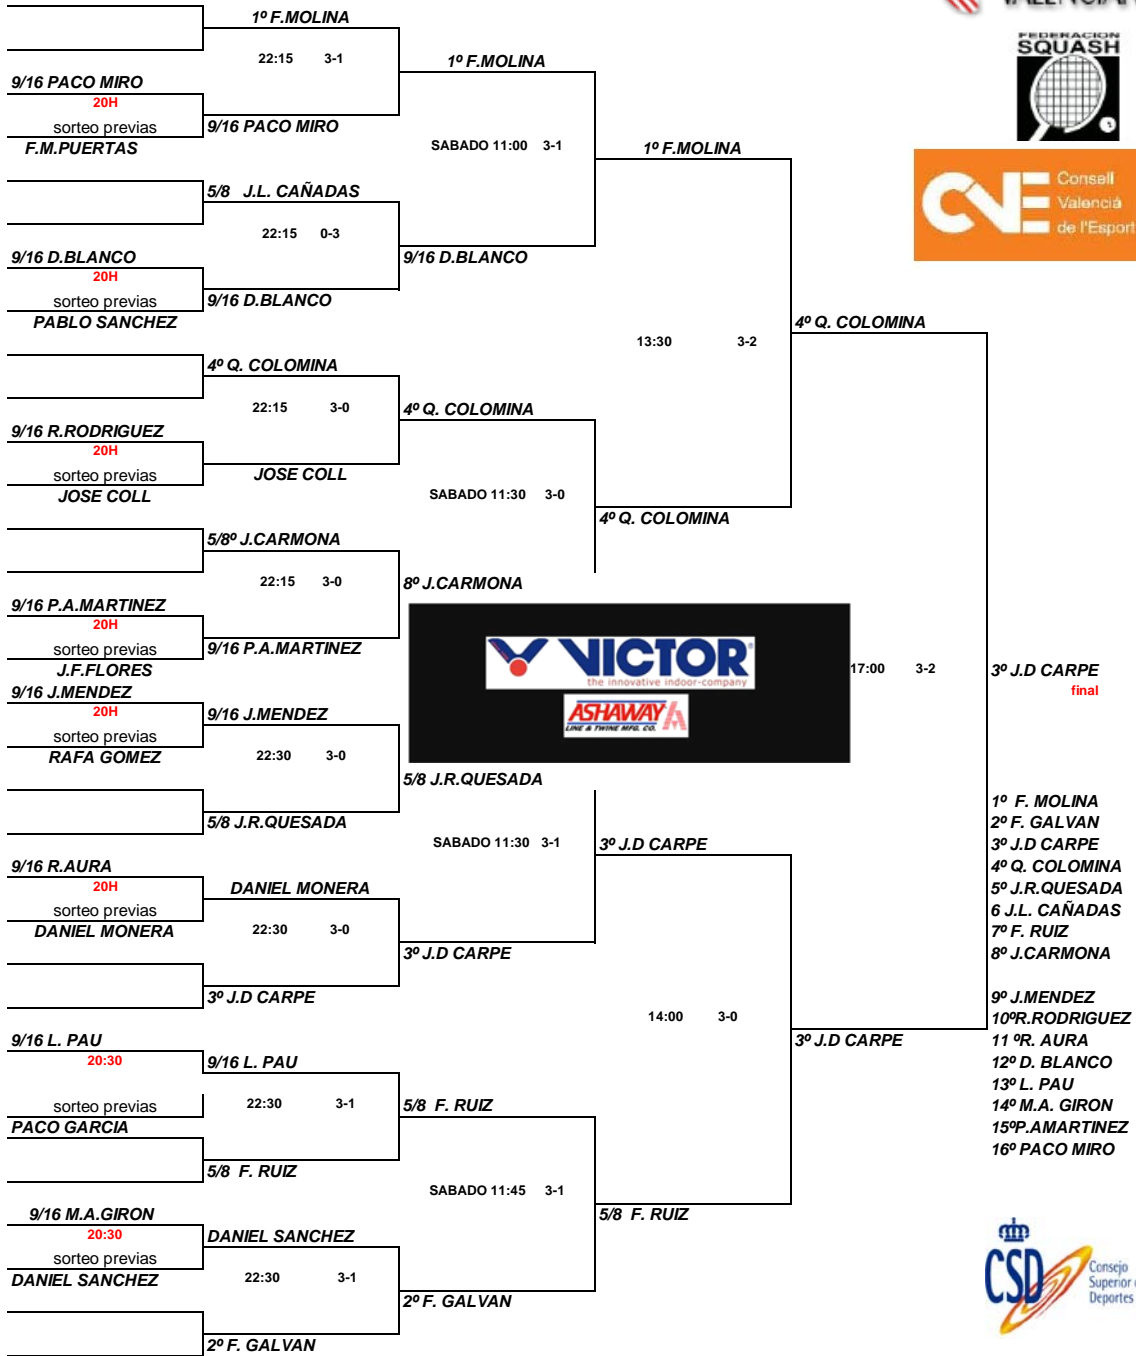 VALENCIANA
1º F.MOLINA
FEDERACION
SQUASH
22:15 3-1
1º F.MOLINA
9/16 PACO MIRO
20H
sorteo previas
9/16 PACO MIRO
F.M.PUERTAS
SABADO 11:00 3-1
1º F.MOLINA
Consell
Valencià
de l'Esport
CVE
5/8 J.L. CAÑADAS
22:15 0-3
9/16 D.BLANCO
9/16 D.BLANCO
20H
sorteo previas
9/16 D.BLANCO
PABLO SANCHEZ
13:30 3-2
4º Q. COLOMINA
4º Q. COLOMINA
22:15 3-0
4º Q. COLOMINA
9/16 R.RODRIGUEZ
20H
sorteo previas
JOSE COLL
JOSE COLL
SABADO 11:30 3-0
4º Q. COLOMINA
5/8º J.CARMONA
22:15 3-0
8º J.CARMONA
9/16 P.A.MARTINEZ
20H
sorteo previas
9/16 P.A.MARTINEZ
J.F.FLORES
VICTOR
the innovative indoor-company
ASHAWAY
LINE & TWINE MFG. CO.
17:00 3-2
3º J.D CARPE
final
9/16 J.MENDEZ
20H
9/16 J.MENDEZ
sorteo previas
RAFA GOMEZ
22:30 3-0
5/8 J.R.QUESADA
5/8 J.R.QUESADA
SABADO 11:30 3-1
3º J.D CARPE
9/16 R.AURA
20H
DANIEL MONERA
sorteo previas
DANIEL MONERA
22:30 3-0
3º J.D CARPE
3º J.D CARPE
14:00 3-0
3º J.D CARPE
1º F. MOLINA
2º F. GALVAN
3º J.D CARPE
4º Q. COLOMINA
5º J.R.QUESADA
6 J.L. CAÑADAS
7º F. RUIZ
8º J.CARMONA
9º J.MENDEZ
10ºR.RODRIGUEZ
11 ºR. AURA
12º D. BLANCO
13º L. PAU
14º M.A. GIRON
15ºP.AMARTINEZ
16º PACO MIRO
9/16 L. PAU
20:30
9/16 L. PAU
sorteo previas
22:30 3-1
5/8 F. RUIZ
PACO GARCIA
5/8 F. RUIZ
SABADO 11:45 3-1
5/8 F. RUIZ
9/16 M.A.GIRON
20:30
DANIEL SANCHEZ
sorteo previas
DANIEL SANCHEZ
22:30 3-1
2º F. GALVAN
2º F. GALVAN
CSD
Consejo
Superior
Deportes